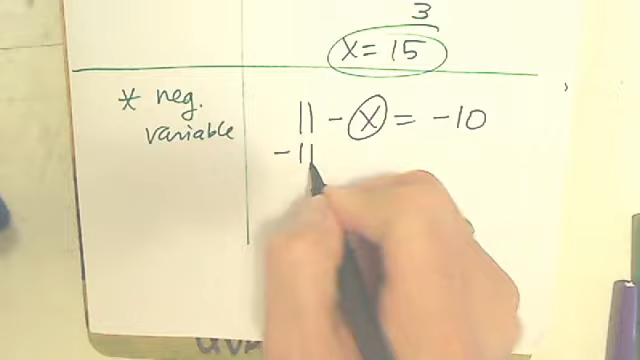 3
x = 15
* neg.
variable
11 - x = -10
-11